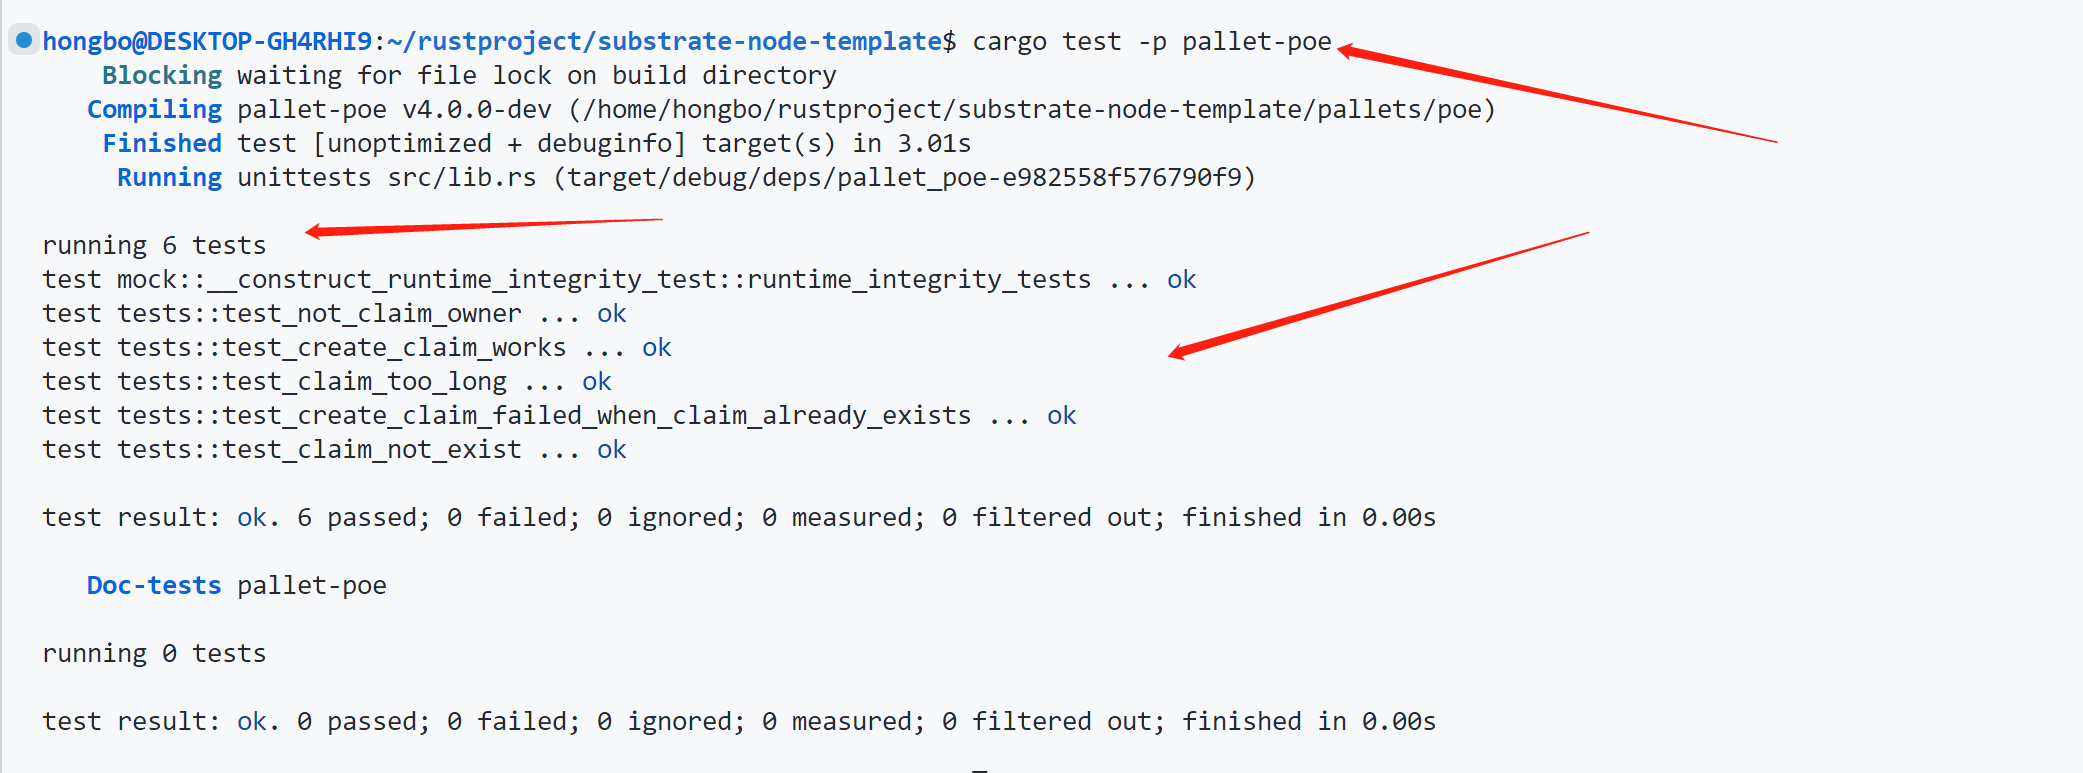 hongbo@DESKTOP-GH4RHI9:~/rustproject/substrate-node-template$ cargo test -p pallet-poe
Blocking waiting for file lock on build directory
Compiling pallet-poe v4.0.0-dev (/home/hongbo/rustproject/substrate-node-template/pallets/poe)
Finished test [unoptimized + debuginfo] target(s) in 3.01s
Running unittests src/lib.rs (target/debug/deps/pallet_poe-e982558f576790f9)
running 6 tests
test mock::__construct_runtime_integrity_test::runtime_integrity_tests ... ok
test tests::test_not_claim_owner ... ok
test tests::test_create_claim_works ... ok
test tests::test_claim_too_long ... ok
test tests::test_create_claim_failed_when_claim_already_exists ... ok
test tests::test_claim_not_exist ... ok
test result: ok. 6 passed; 0 failed; 0 ignored; 0 measured; 0 filtered out; finished in 0.00s
Doc-tests pallet-poe
running 0 tests
test result: ok. 0 passed; 0 failed; 0 ignored; 0 measured; 0 filtered out; finished in 0.00s